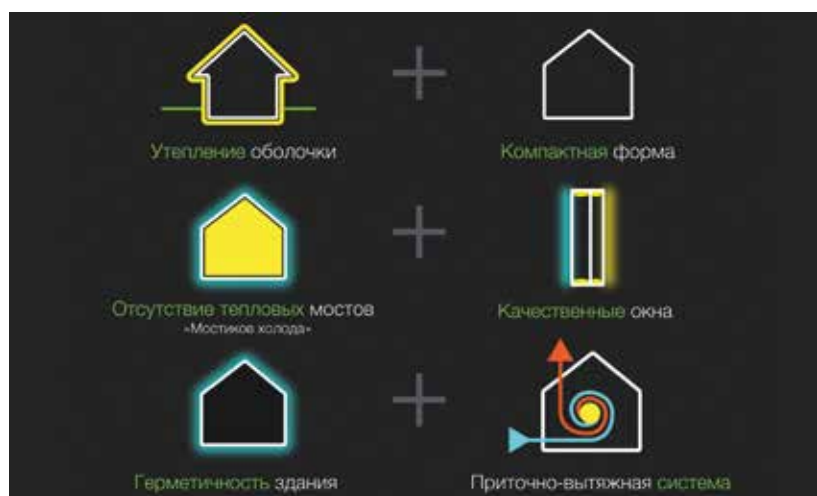 Утепление оболочки
Компактная форма
Отсутствие тепловых мостов
«Мостиков холода»
Качественные окна
Герметичность здания
Приточно-вытяжная система